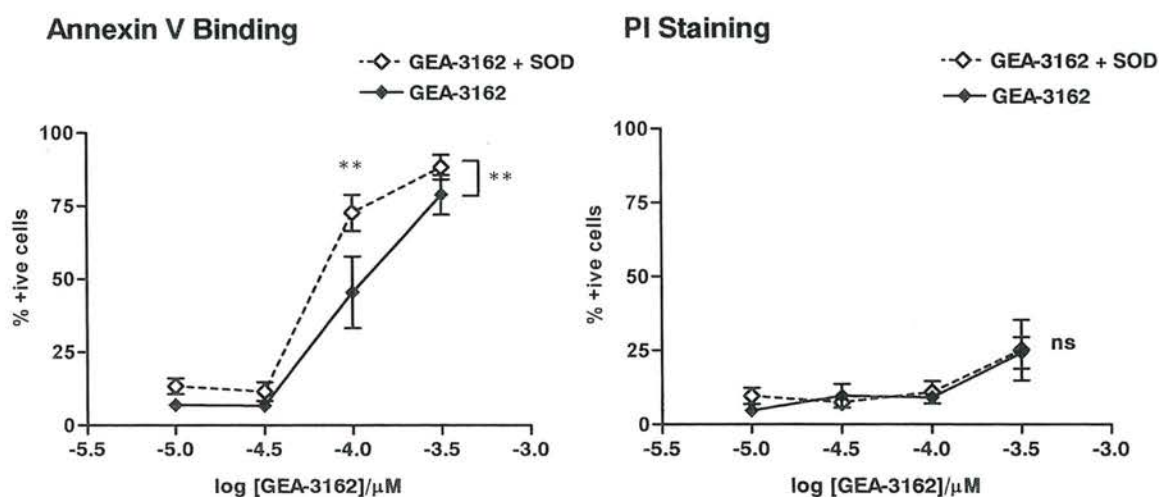 Annexin V Binding
GEA-3162 + SOD
GEA-3162
100
75
50
25
0
% +ive cells
**
**
-5.5 -5.0 -4.5 -4.0 -3.5 -3.0
log [GEA-3162]/μM
PI Staining
GEA-3162 + SOD
GEA-3162
100
75
50
25
0
% +ive cells
ns
-5.5 -5.0 -4.5 -4.0 -3.5 -3.0
log [GEA-3162]/μM